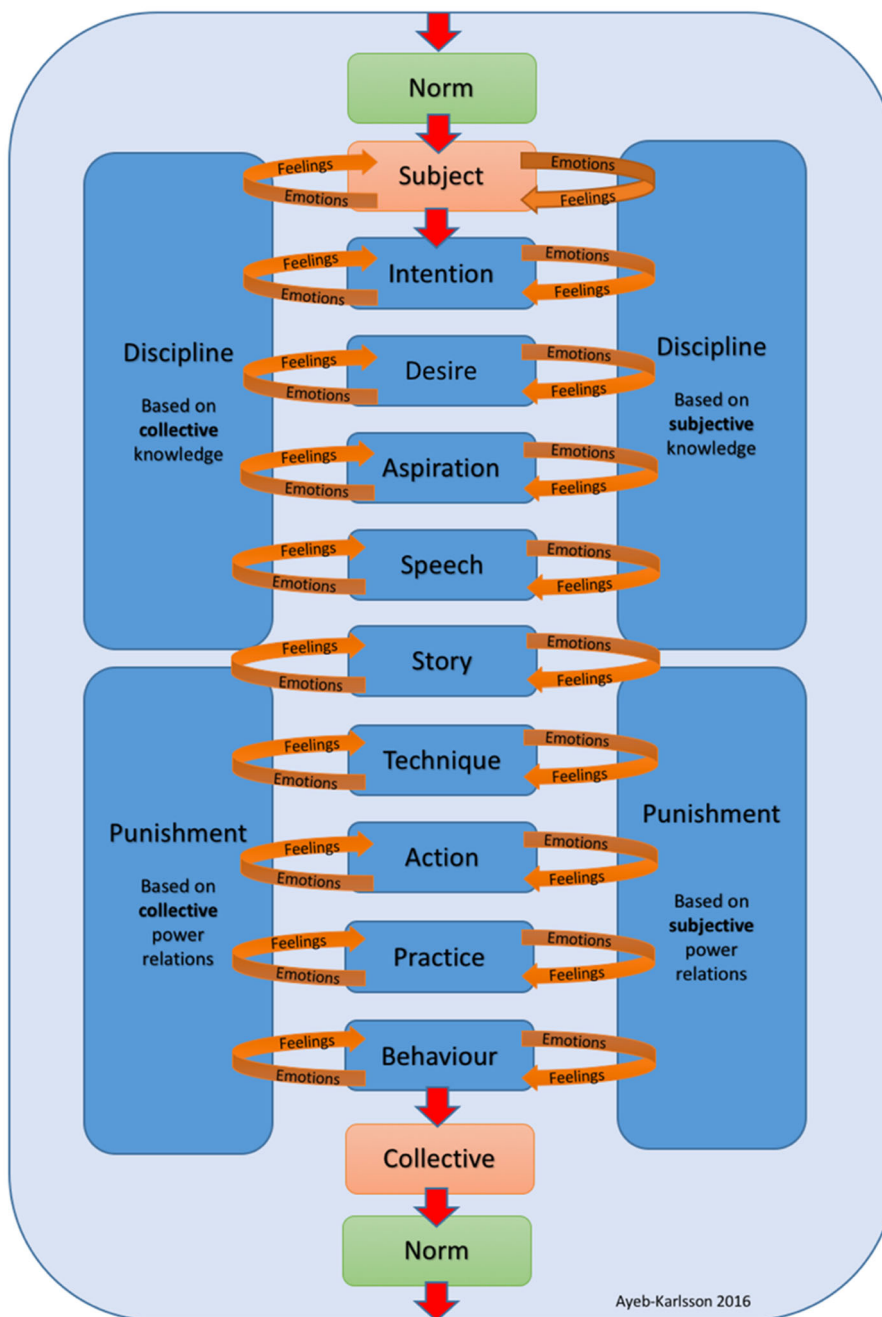 Norm
Subject
Feelings
Emotions
Emotions
Feelings
Intention
Feelings
Emotions
Emotions
Feelings
Desire
Feelings
Emotions
Emotions
Feelings
Aspiration
Feelings
Emotions
Emotions
Feelings
Speech
Feelings
Emotions
Emotions
Feelings
Story
Feelings
Emotions
Emotions
Feelings
Technique
Feelings
Emotions
Emotions
Feelings
Action
Feelings
Emotions
Emotions
Feelings
Practice
Feelings
Emotions
Emotions
Feelings
Behaviour
Feelings
Emotions
Emotions
Feelings
Collective
Norm
Discipline
Based on
collective
knowledge
Discipline
Based on
subjective
knowledge
Punishment
Based on
collective
power
relations
Punishment
Based on
subjective
power
relations
Ayeb-Karlsson 2016